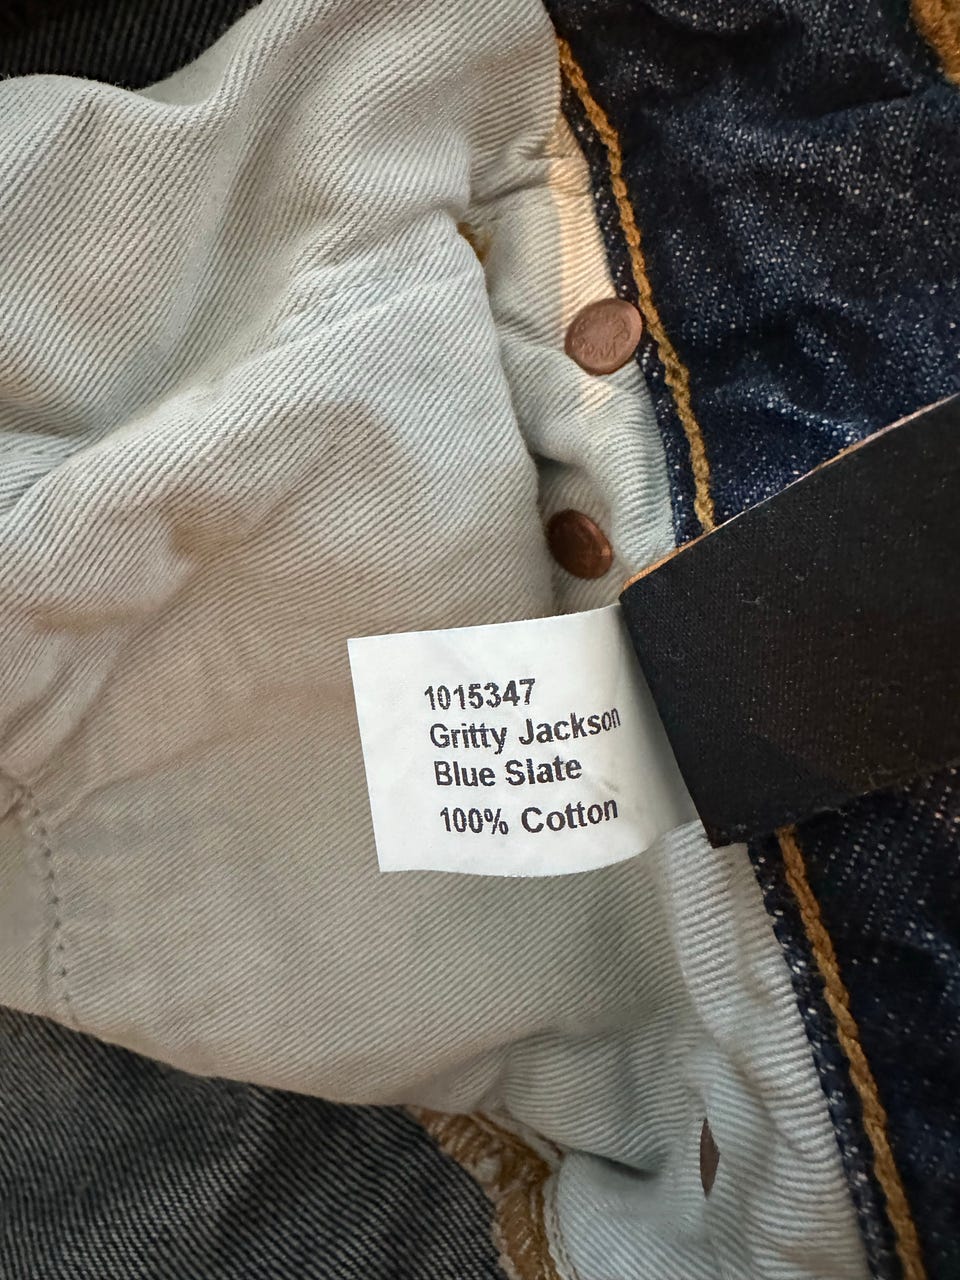 1015347
Gritty Jackson
Blue Slate
100% Cotton